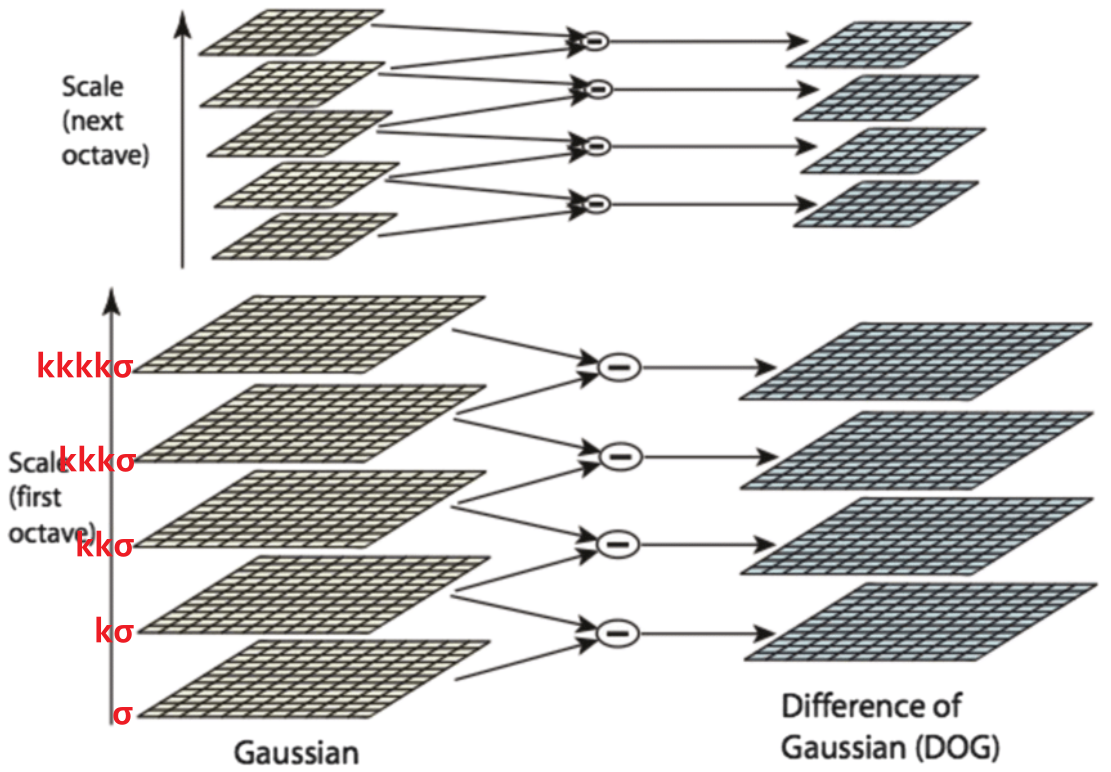 Scale
(next
octave)
kkkkσ
Scale
kkkσ
(first
octave)
kkσ
kσ
σ
Gaussian
Difference of
Gaussian (DOG)